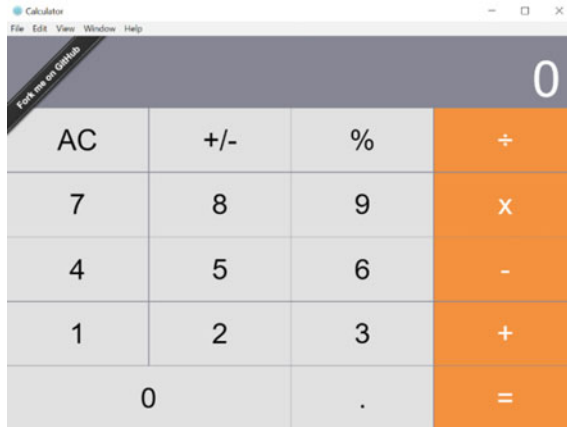 Calculator
File Edit View Window Help
Fork me on GitHub
0
AC +/- % ÷
7 8 9 x
4 5 6 -
1 2 3 +
0 . =